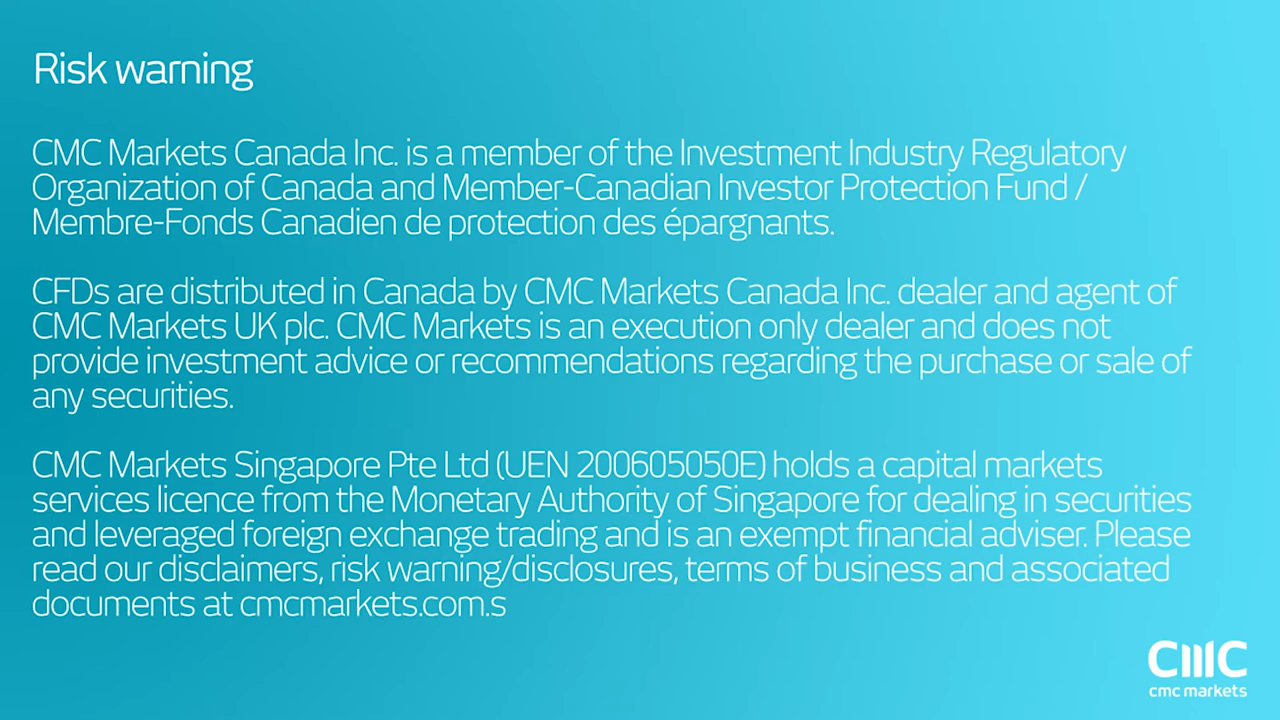 Risk warning
CMC Markets Canada Inc. is a member of the Investment Industry Regulatory
Organization of Canada and Member-Canadian Investor Protection Fund /
Membre-Fonds Canadien de protection des épargnants.
CFDs are distributed in Canada by CMC Markets Canada Inc. dealer and agent of
CMC Markets UK plc. CMC Markets is an execution only dealer and does not
provide investment advice or recommendations regarding the purchase or sale of
any securities.
CMC Markets Singapore Pte Ltd (UEN 200605050E) holds a capital markets
services licence from the Monetary Authority of Singapore for dealing in securities
and leveraged foreign exchange trading and is an exempt financial adviser. Please
read our disclaimers, risk warning/disclosures, terms of business and associated
documents at cmcmarkets.com.s
CMC
cmc markets